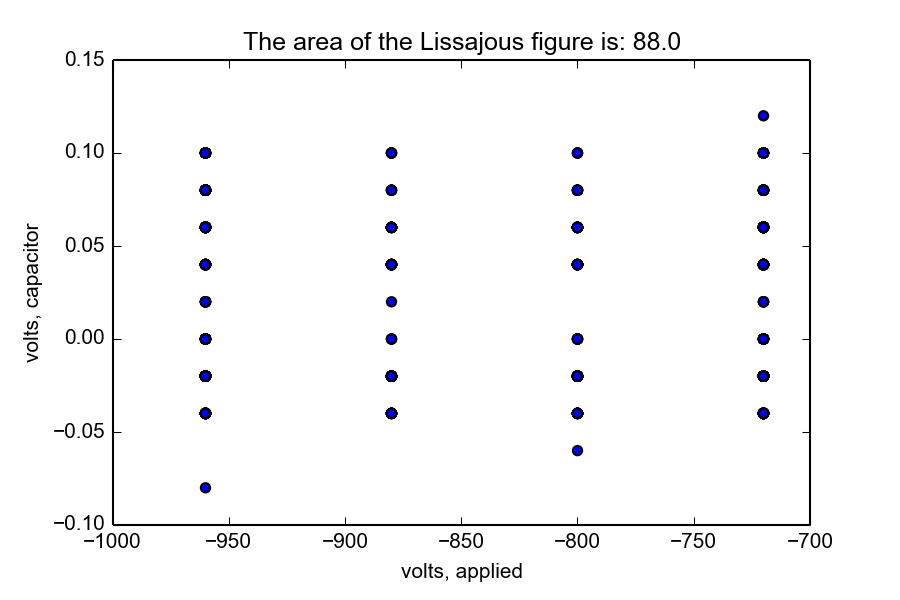 The area of the Lissajous figure is: 88.0
0.15
0.10
0.05
0.00
−0.05
−0.10
−1000 −950 −900 −850 −800 −750 −700
volts, applied
volts, capacitor